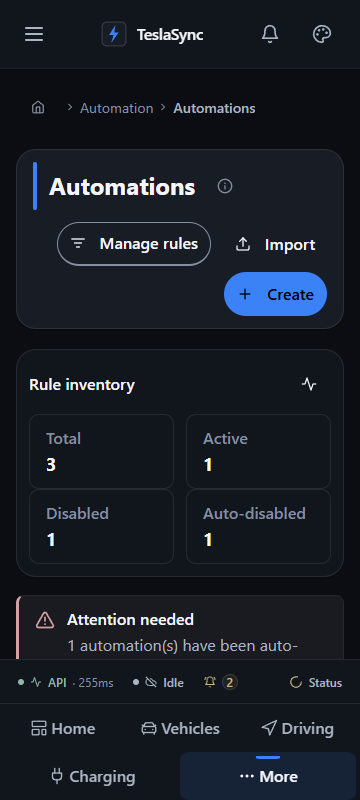 TeslaSync
Automation Automations
Automations
Manage rules
Import
Create
Rule inventory
Total
3
Active
1
Disabled
1
Auto-disabled
1
Attention needed
1 automation(s) have been auto-
API · 255ms Idle 2 Status
Home Vehicles Driving
Charging More